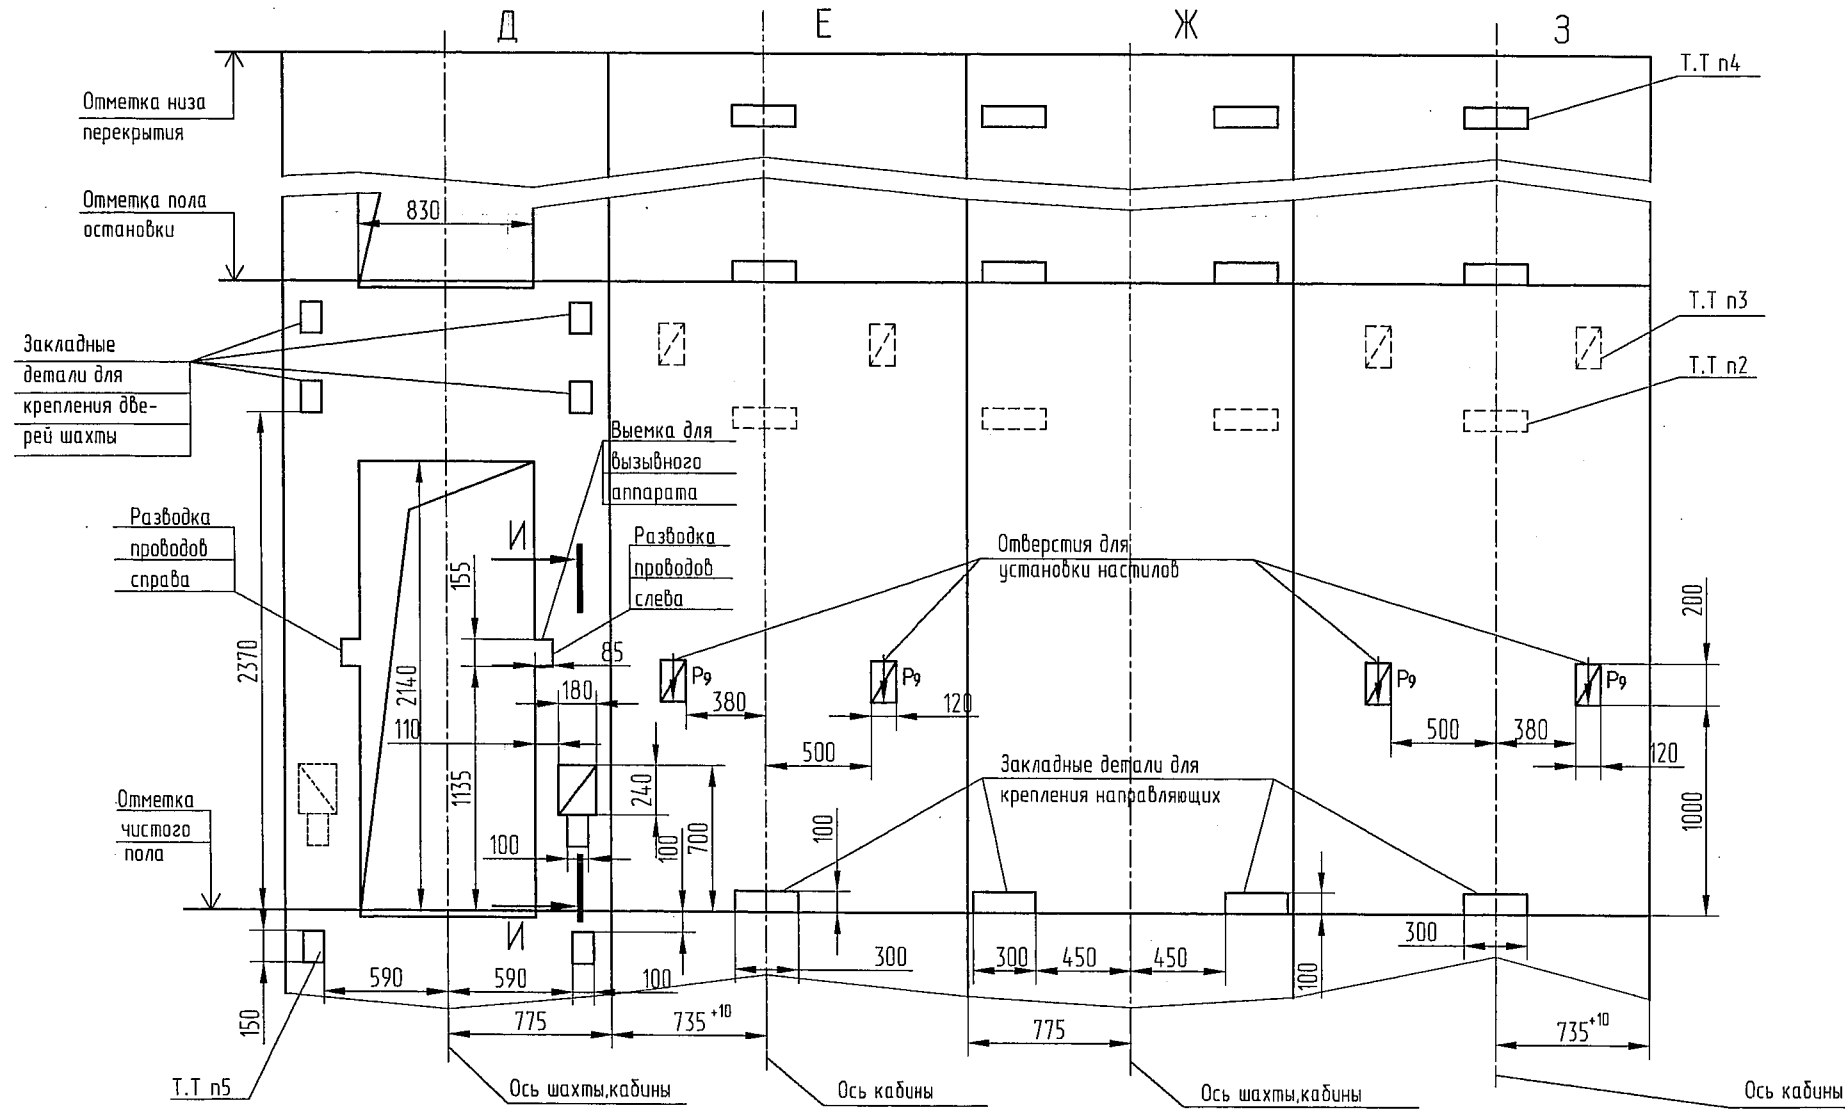 Д
Е
Ж
З
Т.Т п4
Отметка низа
перекрытия
Отметка пола
остановки
830
Т.Т п3
Закладные
детали для
крепления две-
рей шахты
Т.Т п2
Выемка для
вызывного
аппарата
Разводка
проводов
справа
И
155
Разводка
проводов
слева
Отверстия для
установки настилов
200
2370
2140
85
180
Р9
Р9
Р9
Р9
380
120
110
500
500
380
120
1135
240
700
Закладные детали для
крепления направляющих
1000
Отметка
чистого
пола
100
100
100
И
300
300
450
450
100
300
590
590
100
150
775
735+10
775
735+10
Т.Т п5
Ось шахты,кабины
Ось кабины
Ось шахты,кабины
Ось кабины